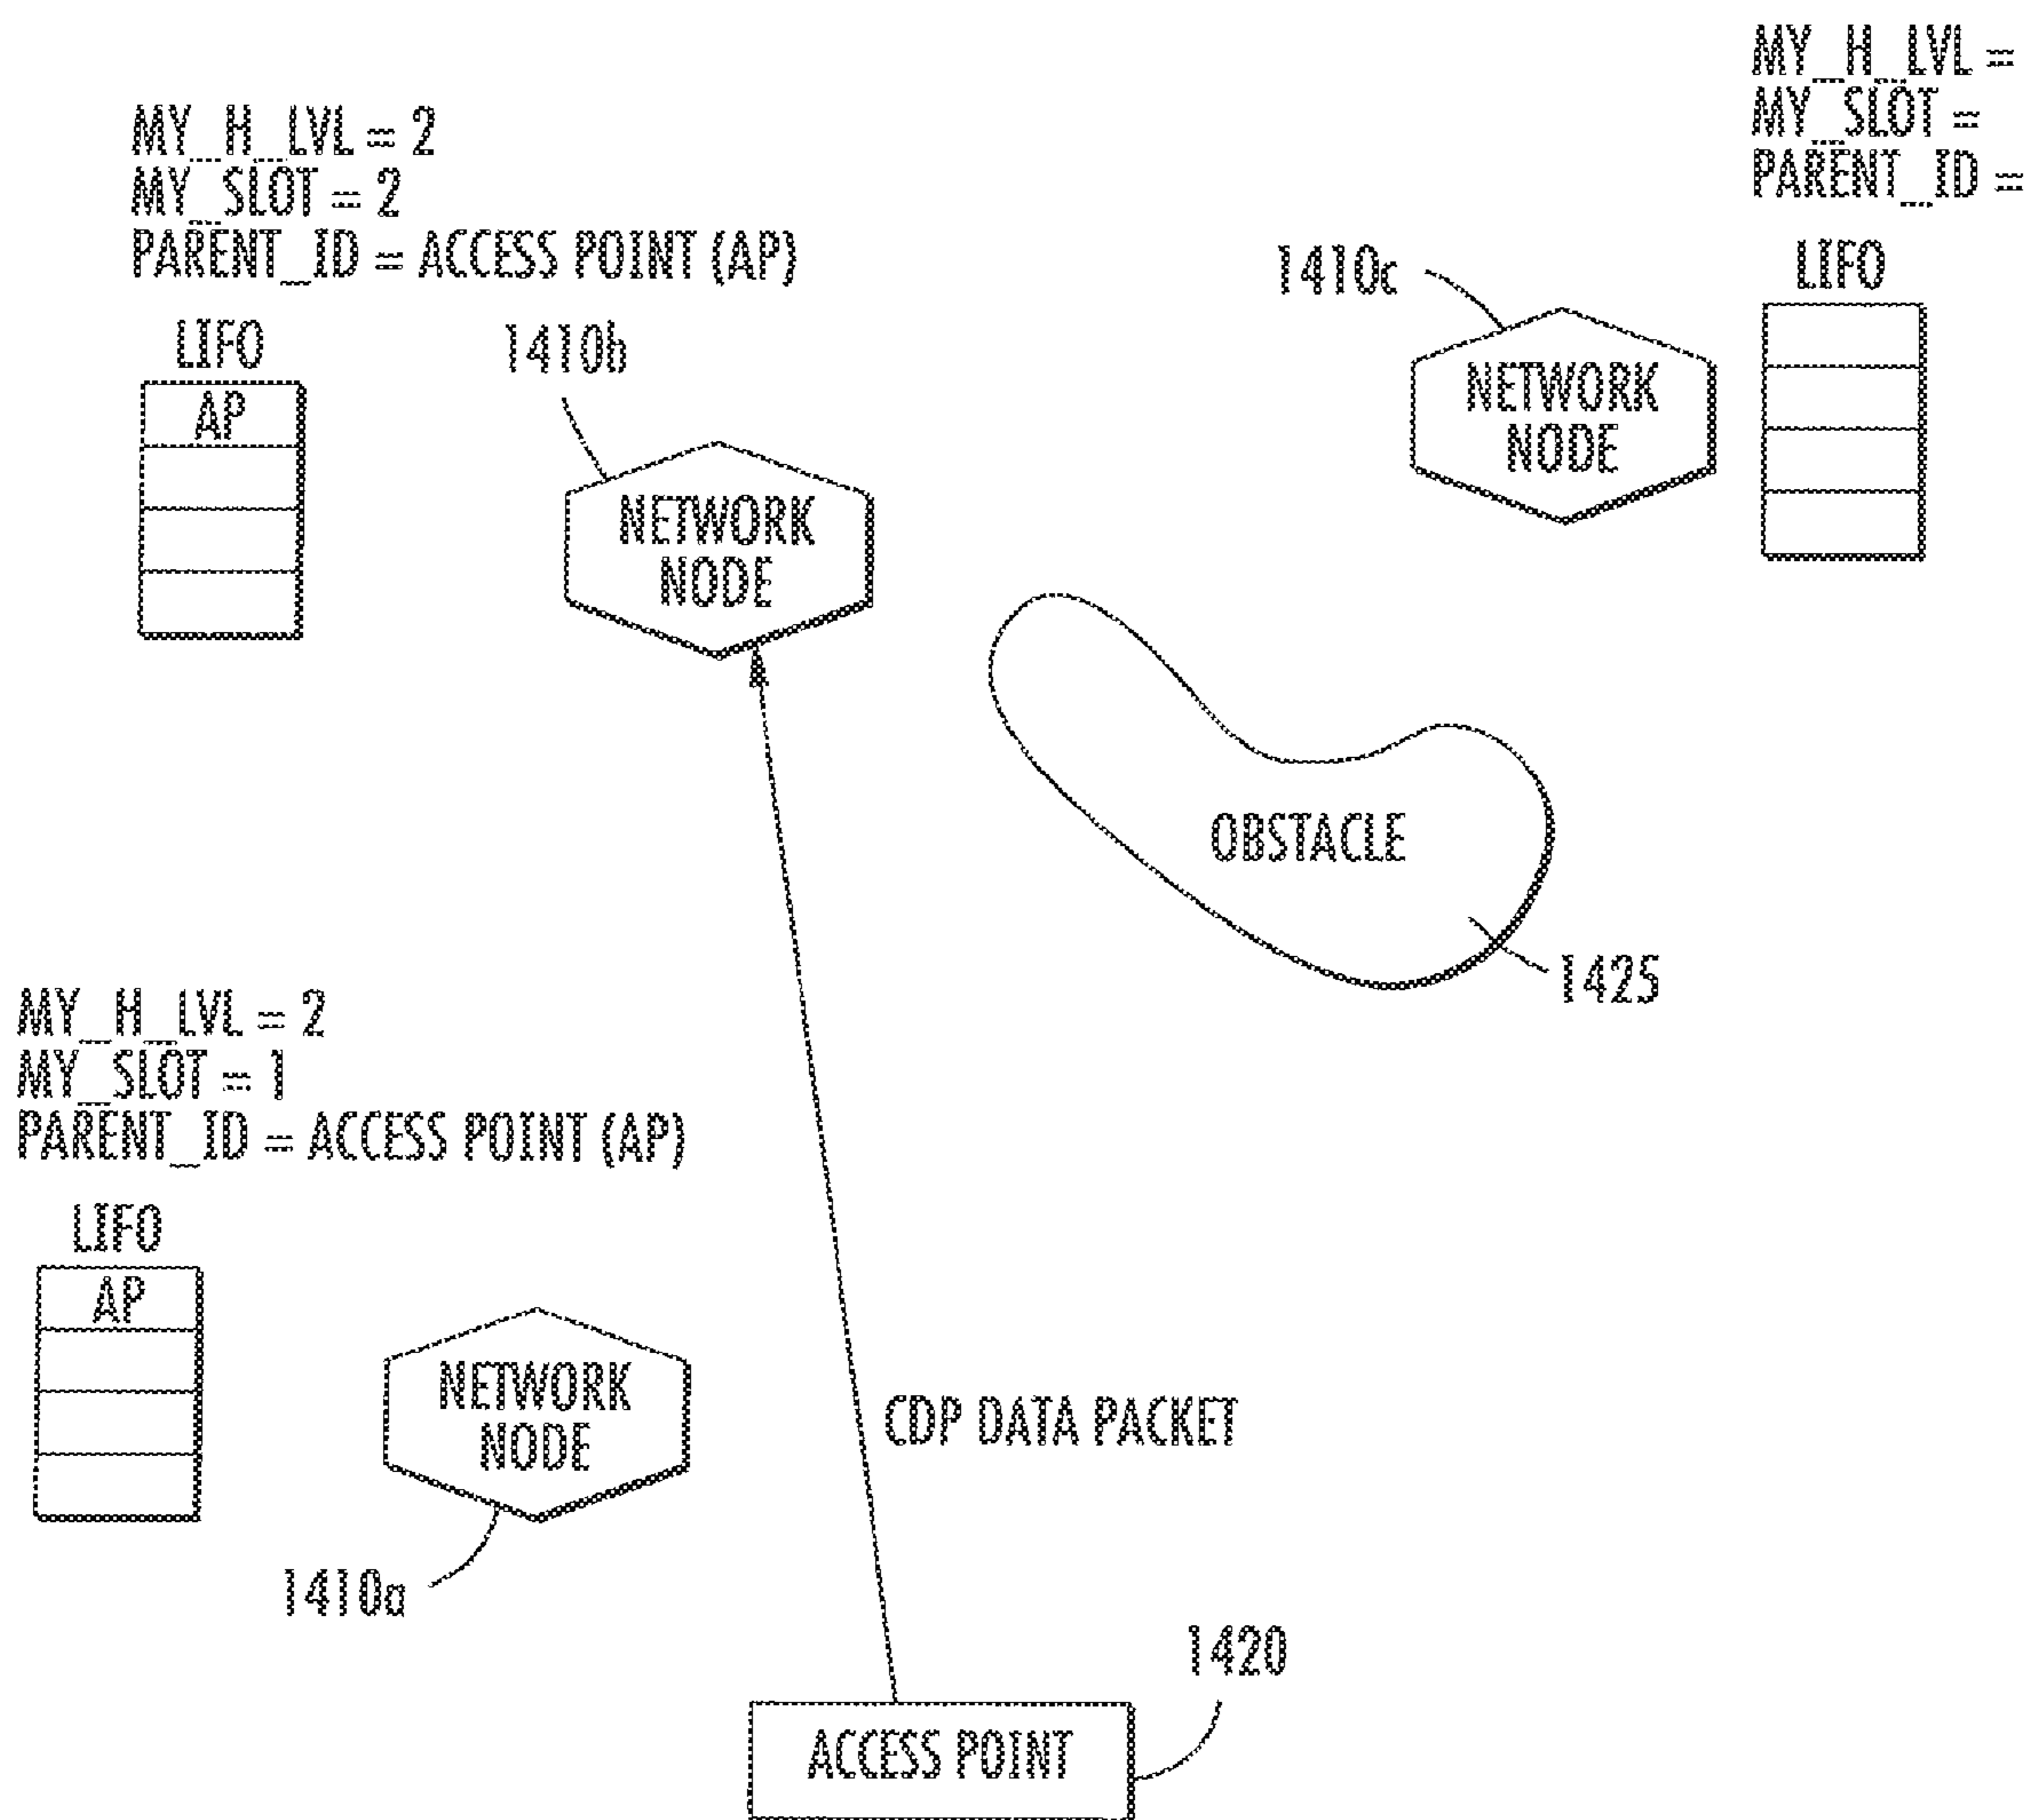 MY_H_LVL =
MY_SLOT =
PARENT_ID =
LIFO
1410c
NETWORK
NODE
MY_H_LVL = 2
MY_SLOT = 2
PARENT_ID = ACCESS POINT (AP)
LIFO
AP
1410b
NETWORK
NODE
OBSTACLE
1425
MY_H_LVL = 2
MY_SLOT = 1
PARENT_ID = ACCESS POINT (AP)
LIFO
AP
NETWORK
NODE
1410a
CDP DATA PACKET
1420
ACCESS POINT